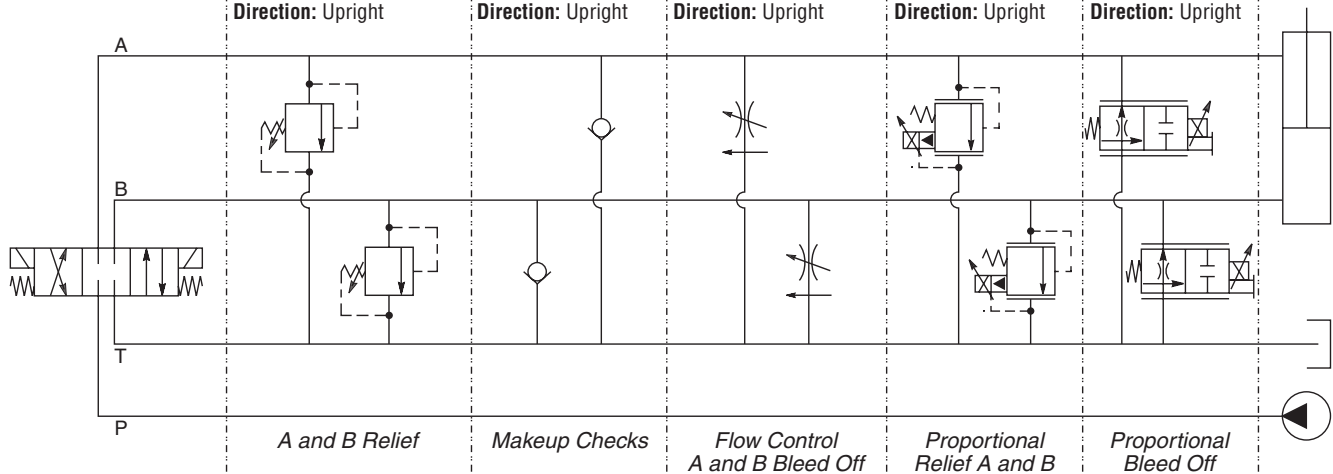 Direction: Upright
Direction: Upright
Direction: Upright
Direction: Upright
Direction: Upright
A
B
T
P
A and B Relief
Makeup Checks
Flow Control
A and B Bleed Off
Proportional
Relief A and B
Proportional
Bleed Off